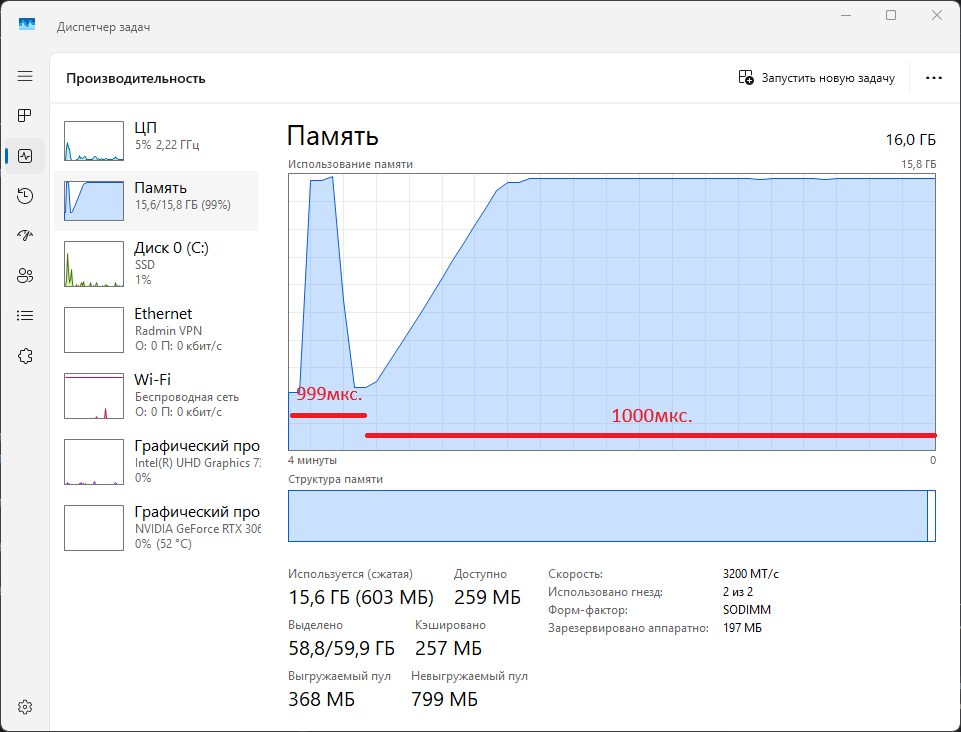 Диспетчер задач
Производительность
Запустить новую задачу
ЦП
5% 2,22 ГГц
Память
15,6/15,8 ГБ (99%)
Диск 0 (C:)
SSD
1%
Ethernet
Radmin VPN
О: 0 П: 0 кбит/с
Wi-Fi
Беспроводная сеть
О: 0 П: 0 кбит/с
Графический про
Intel(R) UHD Graphics 73
0%
Графический про
NVIDIA GeForce RTX 306
0% (52 °C)
Память
16,0 ГБ
Использование памяти
15,8 ГБ
999мкс.
1000мкс.
4 минуты
0
Структура памяти
Используется (сжатая)
15,6 ГБ (603 МБ)
Доступно
259 МБ
Выделено
58,8/59,9 ГБ
Кэшировано
257 МБ
Выгружаемый пул
368 МБ
Невыгружаемый пул
799 МБ
Скорость: 3200 МТ/с
Использовано гнезд: 2 из 2
Форм-фактор: SODIMM
Зарезервировано аппаратно: 197 МБ